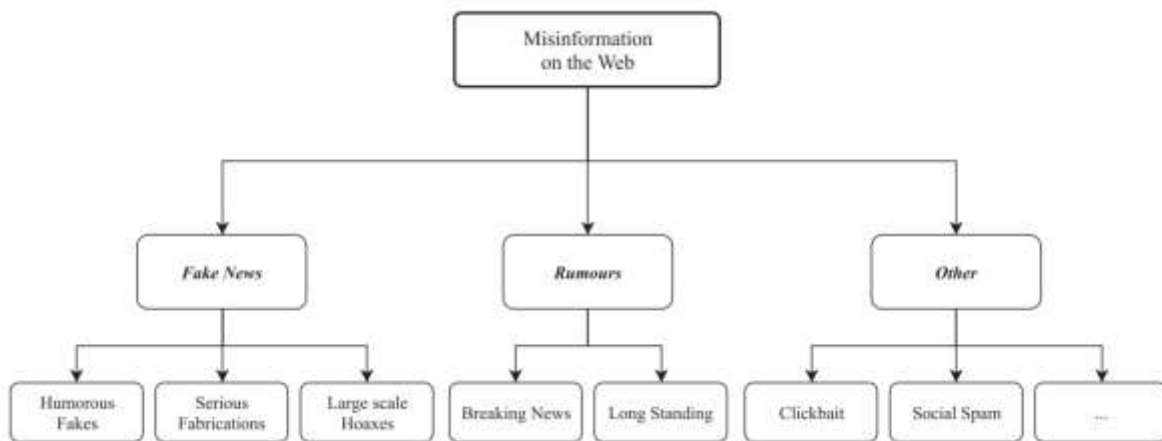 Misinformation
on the Web
Fake News
Rumours
Other
Humorous
Fakes
Serious
Fabrications
Large scale
Hoaxes
Breaking News
Long Standing
Clickbait
Social Spam
...